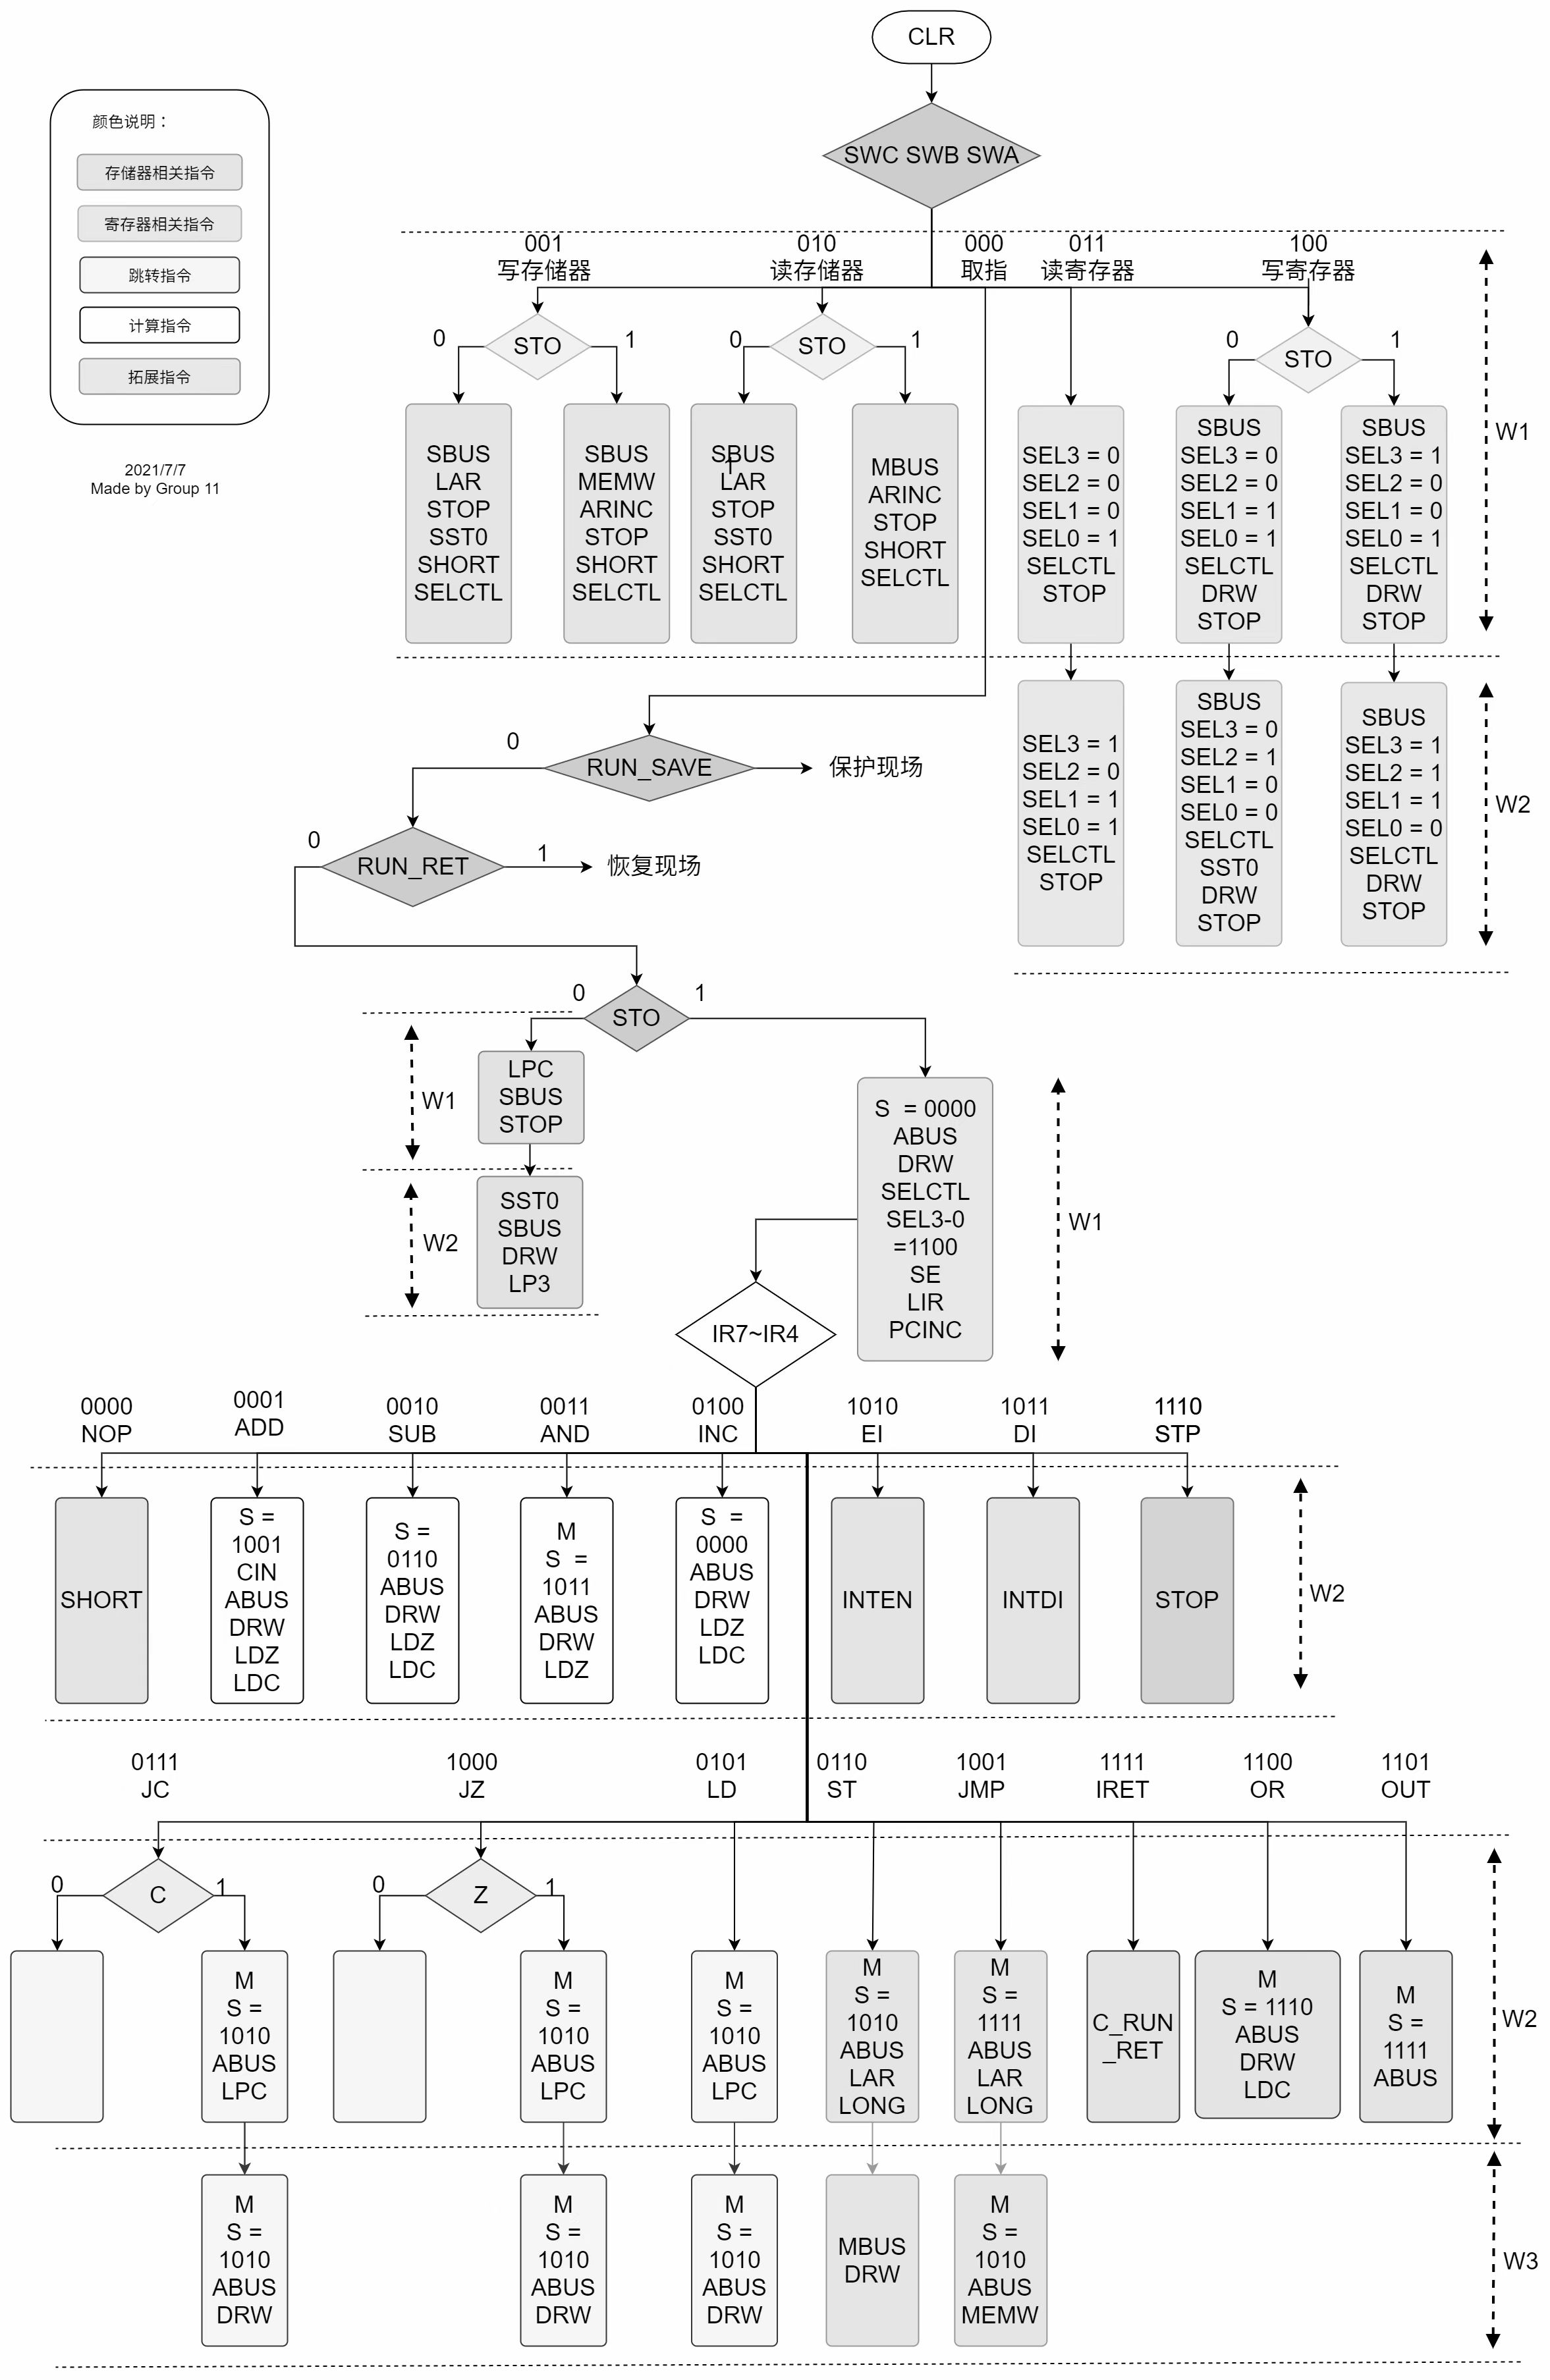 CLR
SWC SWB SWA
颜色说明：
存储器相关指令
寄存器相关指令
跳转指令
计算指令
拓展指令
2021/7/7
Made by Group 11
001
写存储器
010
读存储器
000
取指
011
读寄存器
100
写寄存器
0
STO
1
0
STO
1
0
STO
1
SBUS
LAR
STOP
SST0
SHORT
SELCTL
SBUS
MEMW
ARINC
STOP
SHORT
SELCTL
SBUS
1
LAR
STOP
SST0
SHORT
SELCTL
MBUS
ARINC
STOP
SHORT
SELCTL
SEL3 = 0
SEL2 = 0
SEL1 = 0
SEL0 = 1
SELCTL
STOP
SBUS
SEL3 = 0
SEL2 = 0
SEL1 = 1
SEL0 = 1
SELCTL
DRW
STOP
SBUS
SEL3 = 1
SEL2 = 0
SEL1 = 0
SEL0 = 1
SELCTL
DRW
STOP
W1
SEL3 = 1
SEL2 = 0
SEL1 = 1
SEL0 = 1
SELCTL
STOP
SBUS
SEL3 = 0
SEL2 = 1
SEL1 = 0
SEL0 = 0
SELCTL
SST0
DRW
STOP
SBUS
SEL3 = 1
SEL2 = 1
SEL1 = 1
SEL0 = 0
SELCTL
DRW
STOP
W2
0
RUN_SAVE
保护现场
0
RUN_RET
1
恢复现场
0
STO
1
W1
LPC
SBUS
STOP
W2
SST0
SBUS
DRW
LP3
S = 0000
ABUS
DRW
SELCTL
SEL3-0
=1100
SE
LIR
PCINC
W1
IR7~IR4
0000
NOP
0001
ADD
0010
SUB
0011
AND
0100
INC
1010
EI
1011
DI
1110
STP
SHORT
S =
1001
CIN
ABUS
DRW
LDZ
LDC
S =
0110
ABUS
DRW
LDZ
LDC
M
S =
1011
ABUS
DRW
LDZ
S =
0000
ABUS
DRW
LDZ
LDC
INTEN
INTDI
STOP
W2
0111
JC
1000
JZ
0101
LD
0110
ST
1001
JMP
1111
IRET
1100
OR
1101
OUT
0
C
1
0
Z
1
M
S =
1010
ABUS
LPC
M
S =
1010
ABUS
LPC
M
S =
1010
ABUS
LPC
M
S =
1010
ABUS
LAR
LONG
M
S =
1111
ABUS
LAR
LONG
C_RUN
_RET
M
S = 1110
ABUS
DRW
LDC
M
S =
1111
ABUS
W2
M
S =
1010
ABUS
DRW
M
S =
1010
ABUS
DRW
M
S =
1010
ABUS
DRW
MBUS
DRW
M
S =
1010
ABUS
MEMW
W3